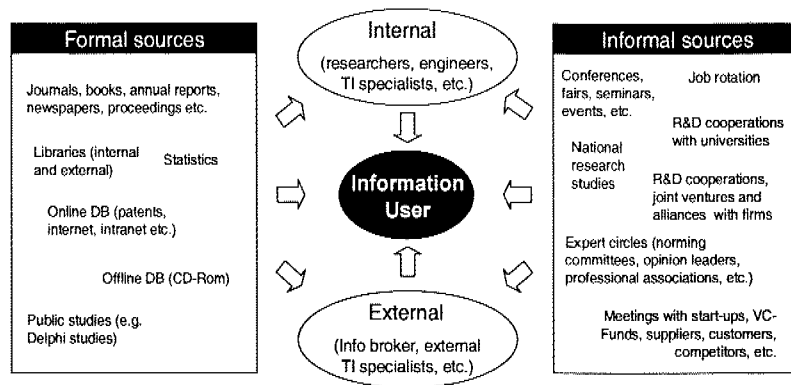 Formal sources
Journals, books, annual reports,
newspapers, proceedings etc.
Libraries (internal
and external)
Statistics
Online DB (patents,
internet, intranet etc.)
Offline DB (CD-Rom)
Public studies (e.g.
Delphi studies)
Internal
(researchers, engineers,
TI specialists, etc.)
Information
User
External
(Info broker, external
TI specialists, etc.)
Informal sources
Conferences,
fairs, seminars,
events, etc.
Job rotation
R&D cooperations
with universities
National
research
studies
R&D cooperations,
joint ventures and
alliances with firms
Expert circles (norming
committees, opinion leaders,
professional associations, etc.)
Meetings with start-ups, VC-
Funds, suppliers, customers,
competitors, etc.